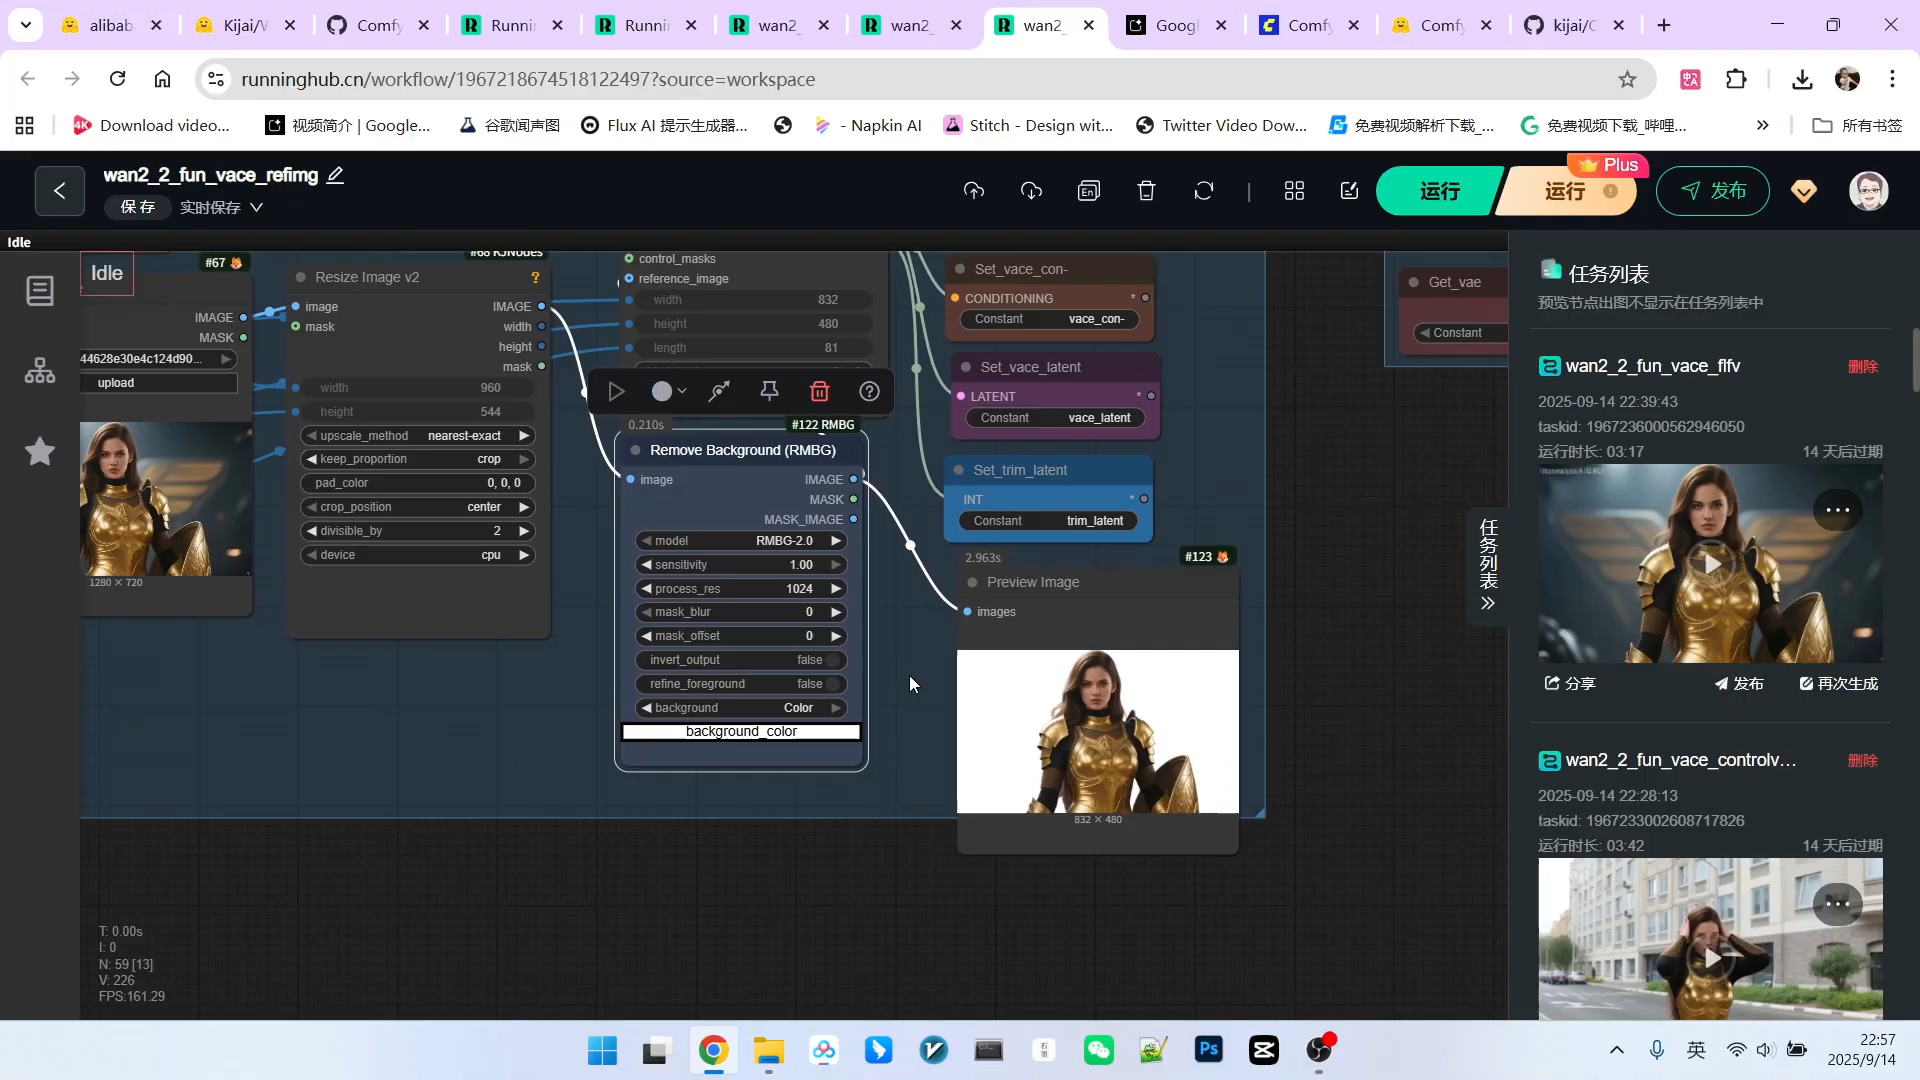 alibab
Kijai/V
Comfy
Runnin
Runnin
wan2_
wan2_
wan2_
Googl
Comfy
Comfy
kijai/C
runninghub.cn/workflow/1967218674518122497?source=workspace
Download video...
视频简介 | Google...
谷歌闻声图
Flux AI 提示生成器...
- Napkin AI
Stitch - Design wit...
Twitter Video Dow...
免费视频解析下载_...
免费视频下载_哔哩...
所有书签
wan2_2_fun_vace_refimg
保 存
实时保存
En
运行
运行
Plus
发布
Idle
Idle
#67
IMAGE
MASK
44628e30e4c124d90...
upload
1280 × 720
#68 KJNodes
Resize Image v2
?
image
IMAGE
mask
width
height
mask
width 960
height 544
upscale_method nearest-exact
keep_proportion crop
pad_color 0, 0, 0
crop_position center
divisible_by 2
device cpu
control_masks
reference_image
width 832
height 480
length 81
0.210s
#122 RMBG
Remove Background (RMBG)
image
IMAGE
MASK
MASK_IMAGE
model RMBG-2.0
sensitivity 1.00
process_res 1024
mask_blur 0
mask_offset 0
invert_output false
refine_foreground false
background Color
background_color
Set_vace_con-
CONDITIONING *
Constant vace_con-
Set_vace_latent
LATENT *
Constant vace_latent
Set_trim_latent
INT *
Constant trim_latent
2.963s
#123
Preview Image
images
832 × 480
Get_vae
Constant
任务列表
任务列表
预览节点出图不显示在任务列表中
wan2_2_fun_vace_flfv
删除
2025-09-14 22:39:43
taskid: 1967236000562946050
运行时长: 03:17
14 天后过期
分享
发布
再次生成
wan2_2_fun_vace_controlv...
删除
2025-09-14 22:28:13
taskid: 1967233002608717826
运行时长: 03:42
14 天后过期
T: 0.00s
I: 0
N: 59 [13]
V: 226
FPS:161.29
石墨
Ps
英
22:57
2025/9/14